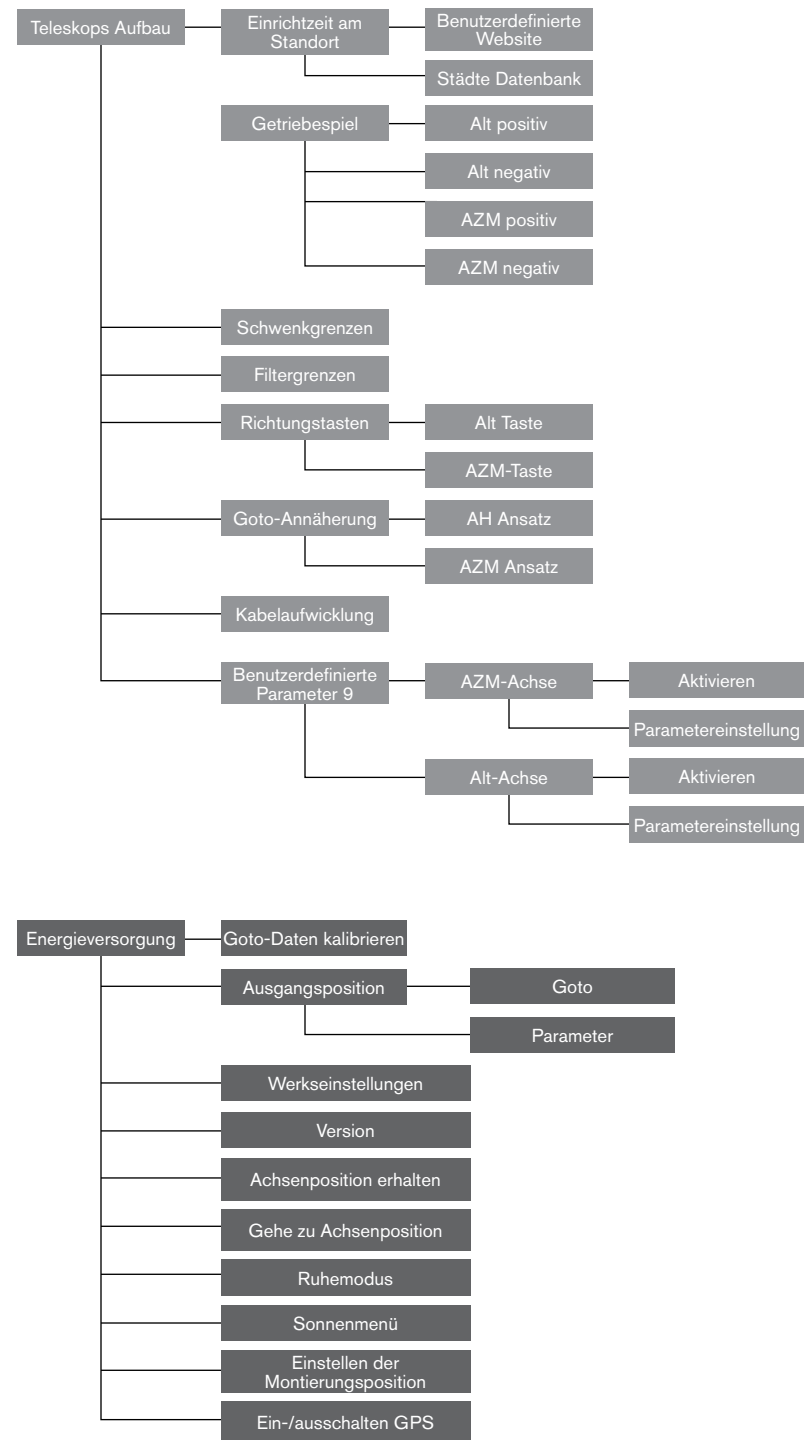 Teleskops Aufbau
Einrichtzeit am
Standort
Benutzerdefinierte
Website
Städte Datenbank
Getriebespiel
Alt positiv
Alt negativ
AZM positiv
AZM negativ
Schwenkgrenzen
Filtergrenzen
Richtungstasten
Alt Taste
AZM-Taste
Goto-Annäherung
AH Ansatz
AZM Ansatz
Kabelaufwicklung
Benutzerdefinierte
Parameter 9
AZM-Achse
Aktivieren
Parametereinstellung
Alt-Achse
Aktivieren
Parametereinstellung
Energieversorgung
Goto-Daten kalibrieren
Ausgangsposition
Goto
Parameter
Werkseinstellungen
Version
Achsenposition erhalten
Gehe zu Achsenposition
Ruhemodus
Sonnenmenü
Einstellen der
Montierungsposition
Ein-/ausschalten GPS